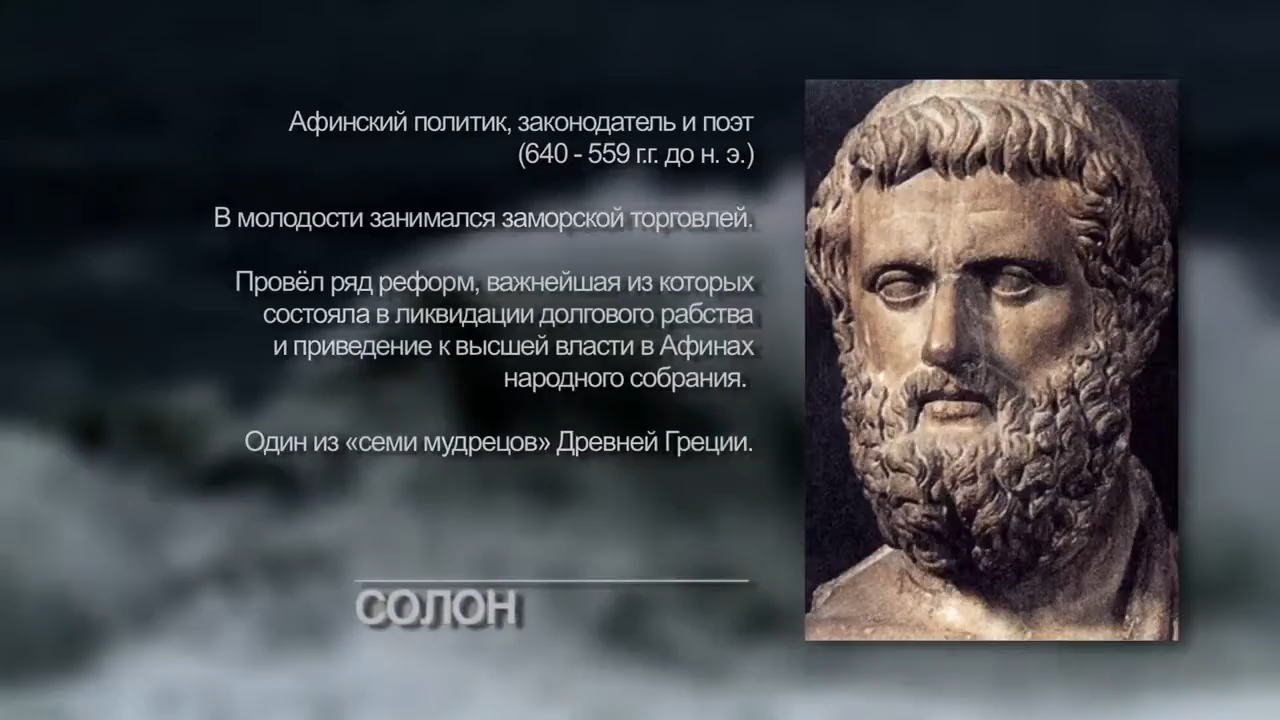 Афинский политик, законодатель и поэт
(640 - 559 г.г. до н. э.)
В молодости занимался заморской торговлей.
Провёл ряд реформ, важнейшая из которых
состояла в ликвидации долгового рабства
и приведение к высшей власти в Афинах
народного собрания.
Один из «семи мудрецов» Древней Греции.
СОЛОН